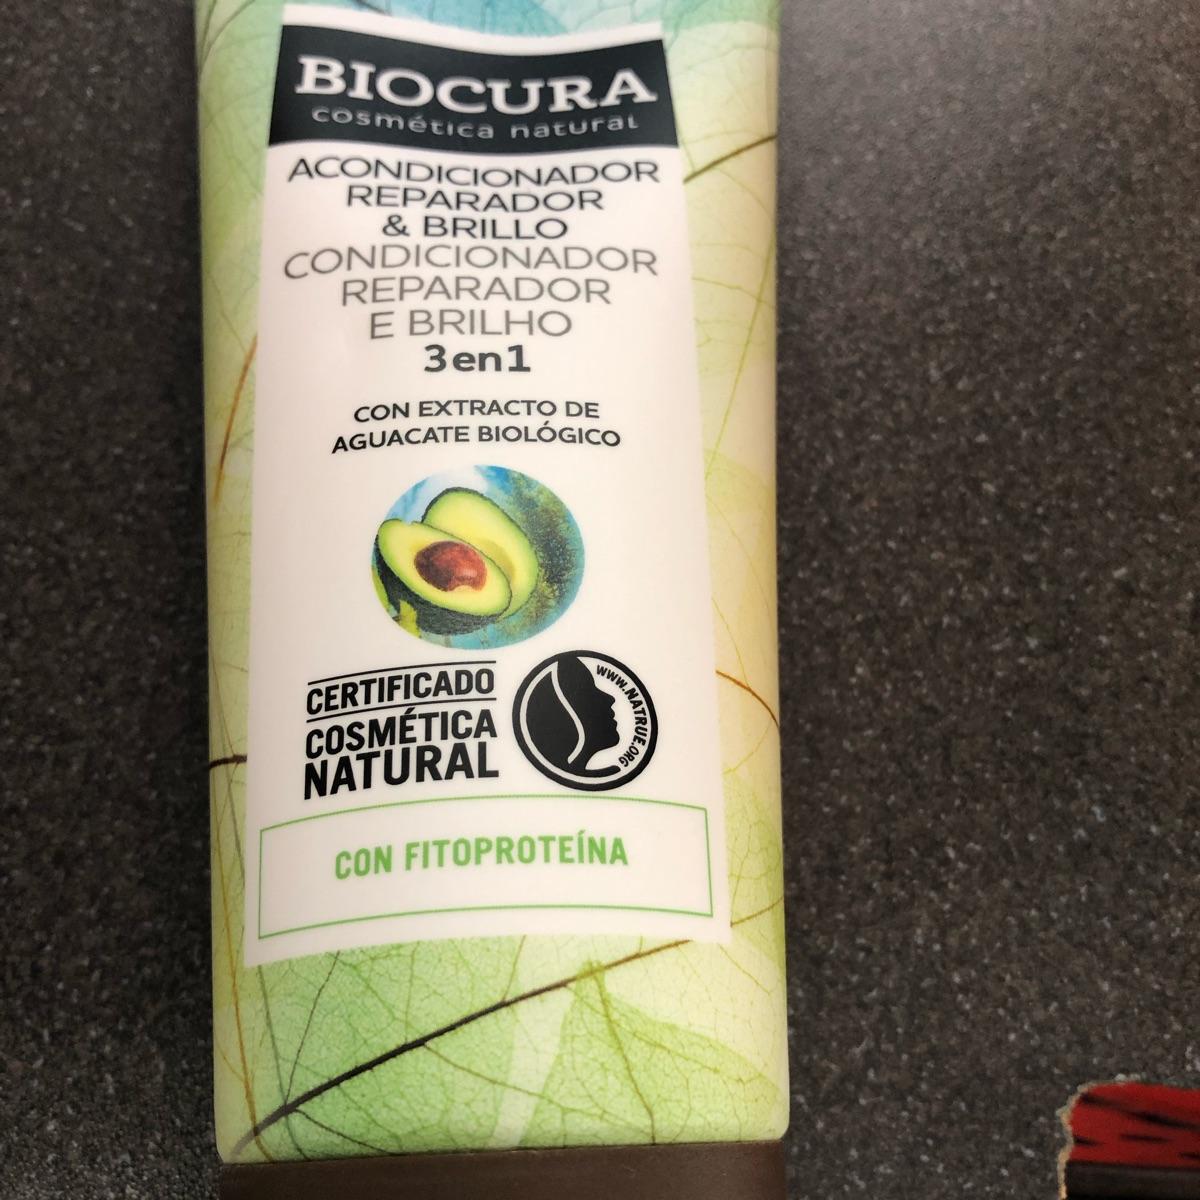 BIOCURA
cosmética natural
ACONDICIONADOR
REPARADOR
& BRILLO
CONDICIONADOR
REPARADOR
E BRILHO
3en1
CON EXTRACTO DE
AGUACATE BIOLÓGICO
CERTIFICADO
COSMÉTICA
NATURAL
WWW.NATRUE.ORG
CON FITOPROTEÍNA